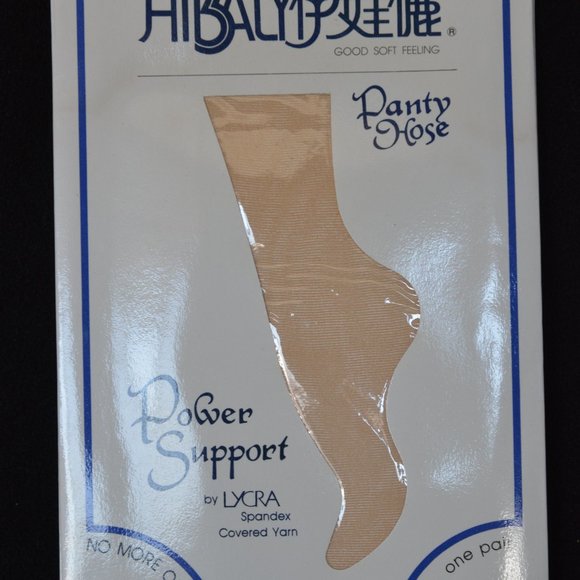 HIBALY伊娃儷®
GOOD SOFT FEELING
Panty
Hose
Power
Support
by LYCRA
Spandex
Covered Yarn
NO MORE
one pair